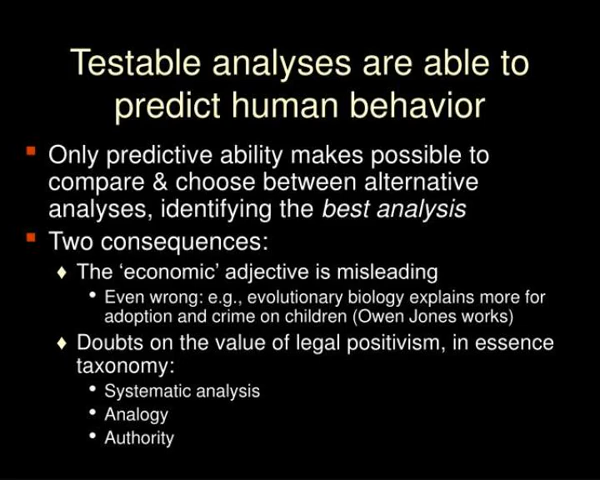 Testable analyses are able to
predict human behavior
Only predictive ability makes possible to
compare & choose between alternative
analyses, identifying the best analysis
Two consequences:
The ‘economic’ adjective is misleading
Even wrong: e.g., evolutionary biology explains more for
adoption and crime on children (Owen Jones works)
Doubts on the value of legal positivism, in essence
taxonomy:
Systematic analysis
Analogy
Authority